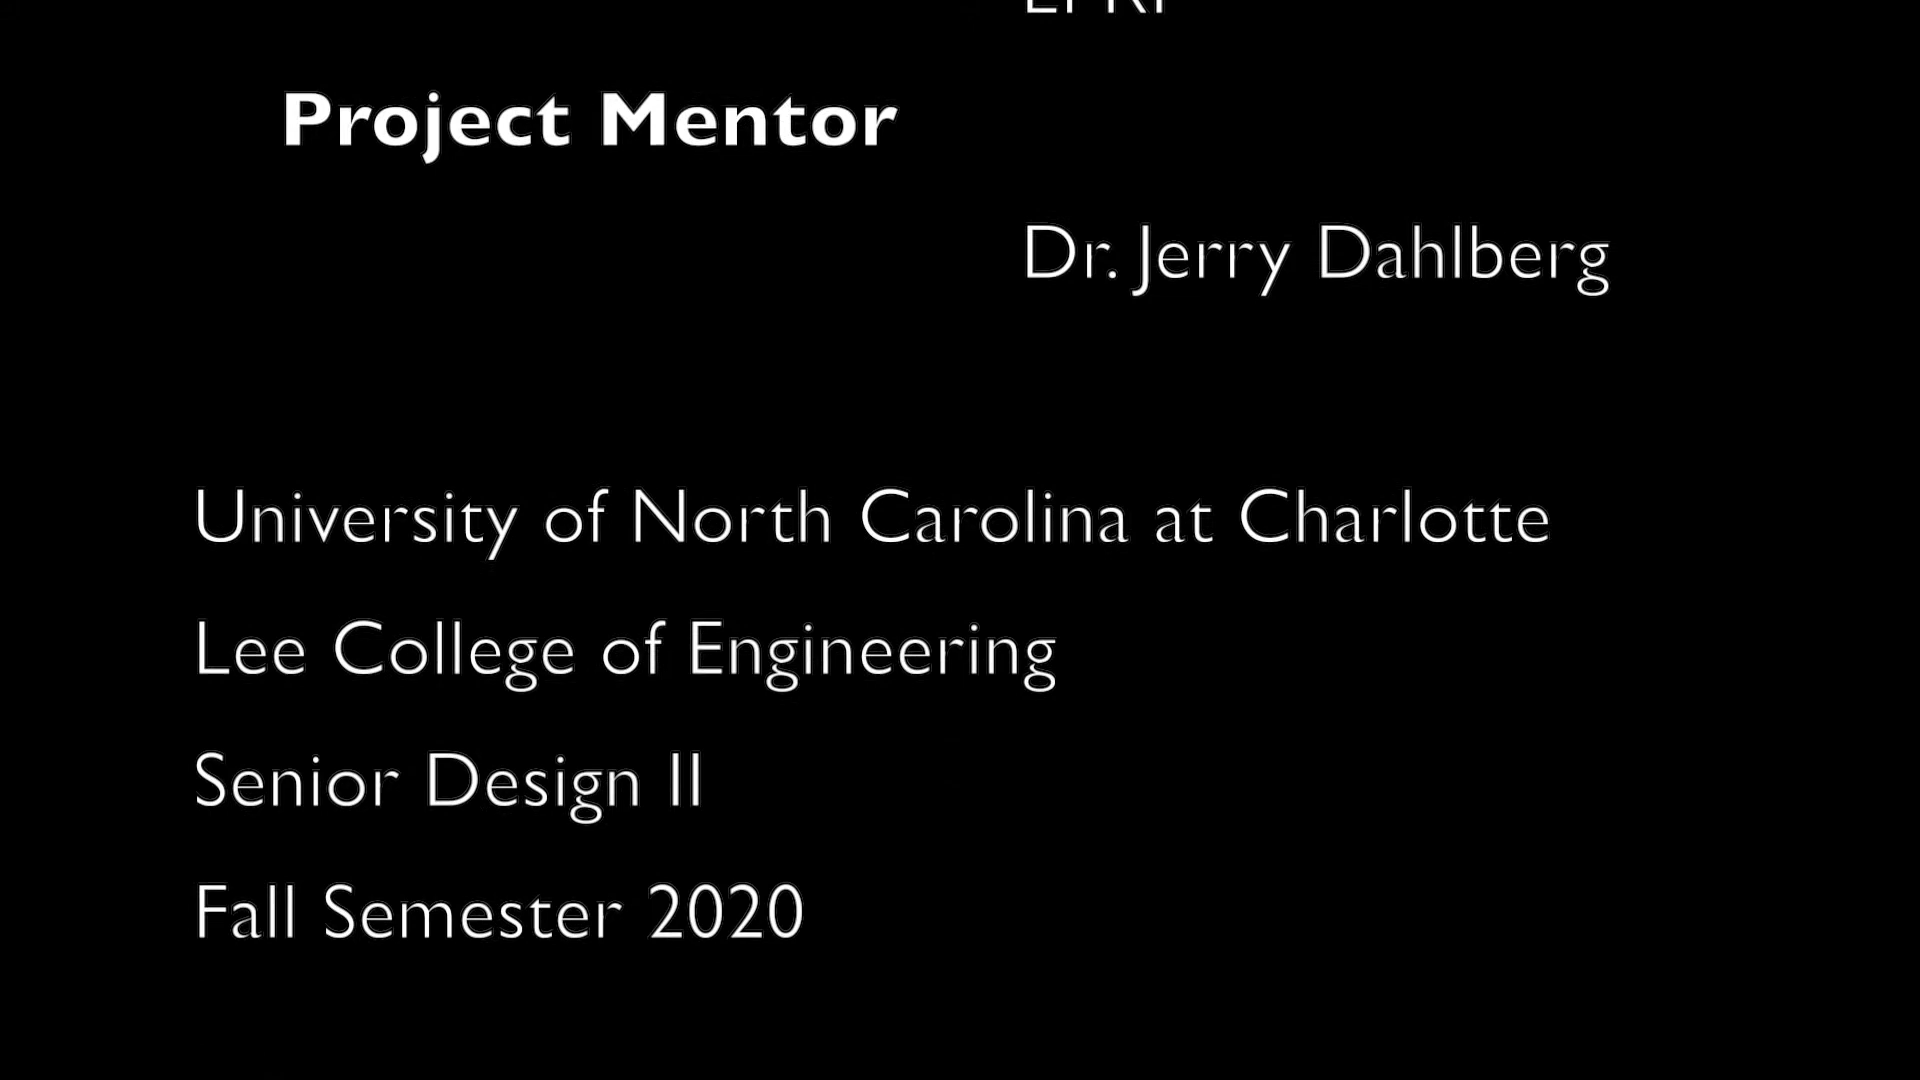 Project Mentor
Dr. Jerry Dahlberg
University of North Carolina at Charlotte
Lee College of Engineering
Senior Design II
Fall Semester 2020